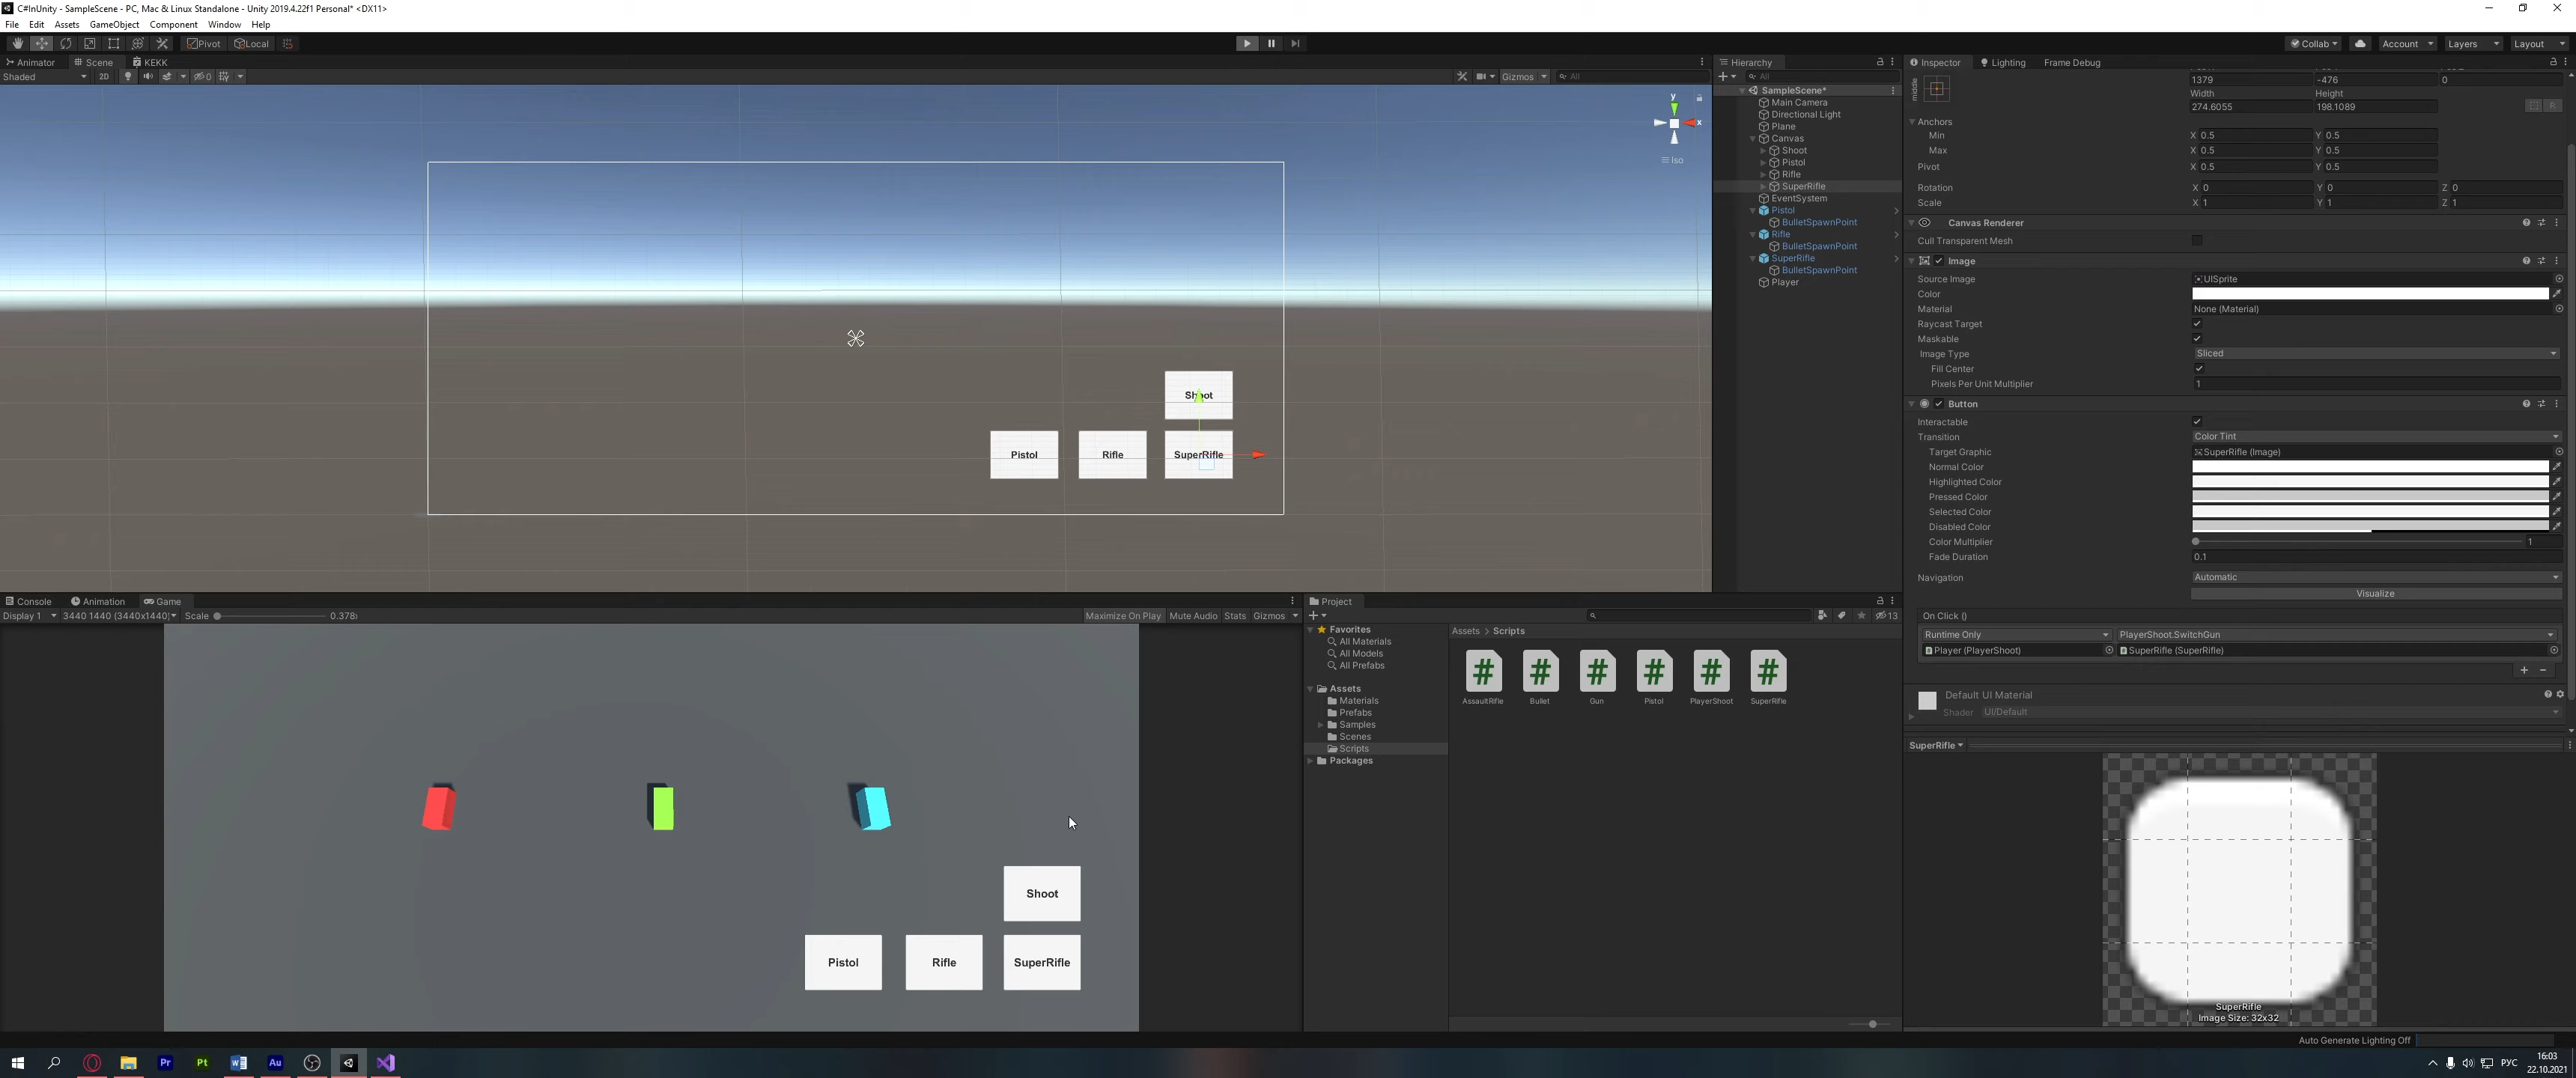 C#InUnity - SampleScene - PC, Mac & Linux Standalone - Unity 2019.4.22f1 Personal* <DX11>
File Edit Assets GameObject Component Window Help
Pivot Local
Collab Account Layers Layout
Animator Scene KEKK
Shaded 2D 0 Gizmos All
y
x
Iso
Shoot
Pistol Rifle SuperRifle
Hierarchy
All
SampleScene*
Main Camera
Directional Light
Plane
Canvas
Shoot
Pistol
Rifle
SuperRifle
EventSystem
Pistol
BulletSpawnPoint
Rifle
BulletSpawnPoint
SuperRifle
BulletSpawnPoint
Player
Inspector Lighting Frame Debug
middle
1379 -476 0
Width Height
274.6055 198.1089
R
Anchors
Min X 0.5 Y 0.5
Max X 0.5 Y 0.5
Pivot X 0.5 Y 0.5
Rotation X 0 Y 0 Z 0
Scale X 1 Y 1 Z 1
Canvas Renderer
Cull Transparent Mesh
Image
Source Image UISprite
Color
Material None (Material)
Raycast Target
Maskable
Image Type Sliced
Fill Center
Pixels Per Unit Multiplier 1
Button
Interactable
Transition Color Tint
Target Graphic SuperRifle (Image)
Normal Color
Highlighted Color
Pressed Color
Selected Color
Disabled Color
Color Multiplier 1
Fade Duration 0.1
Navigation Automatic
Visualize
On Click ()
Runtime Only PlayerShoot.SwitchGun
Player (PlayerShoot) SuperRifle (SuperRifle)
Default UI Material
Shader UI/Default
SuperRifle
SuperRifle
Image Size: 32x32
Console Animation Game
Display 1 3440 1440 (3440x1440) Scale 0.378 Maximize On Play Mute Audio Stats Gizmos
Shoot
Pistol Rifle SuperRifle
Project
13
Favorites
All Materials
All Models
All Prefabs
Assets
Materials
Prefabs
Samples
Scenes
Scripts
Packages
Assets > Scripts
AssaultRifle Bullet Gun Pistol PlayerShoot SuperRifle
Auto Generate Lighting Off
Pr Pt W Au
РУС
16:03
22.10.2021